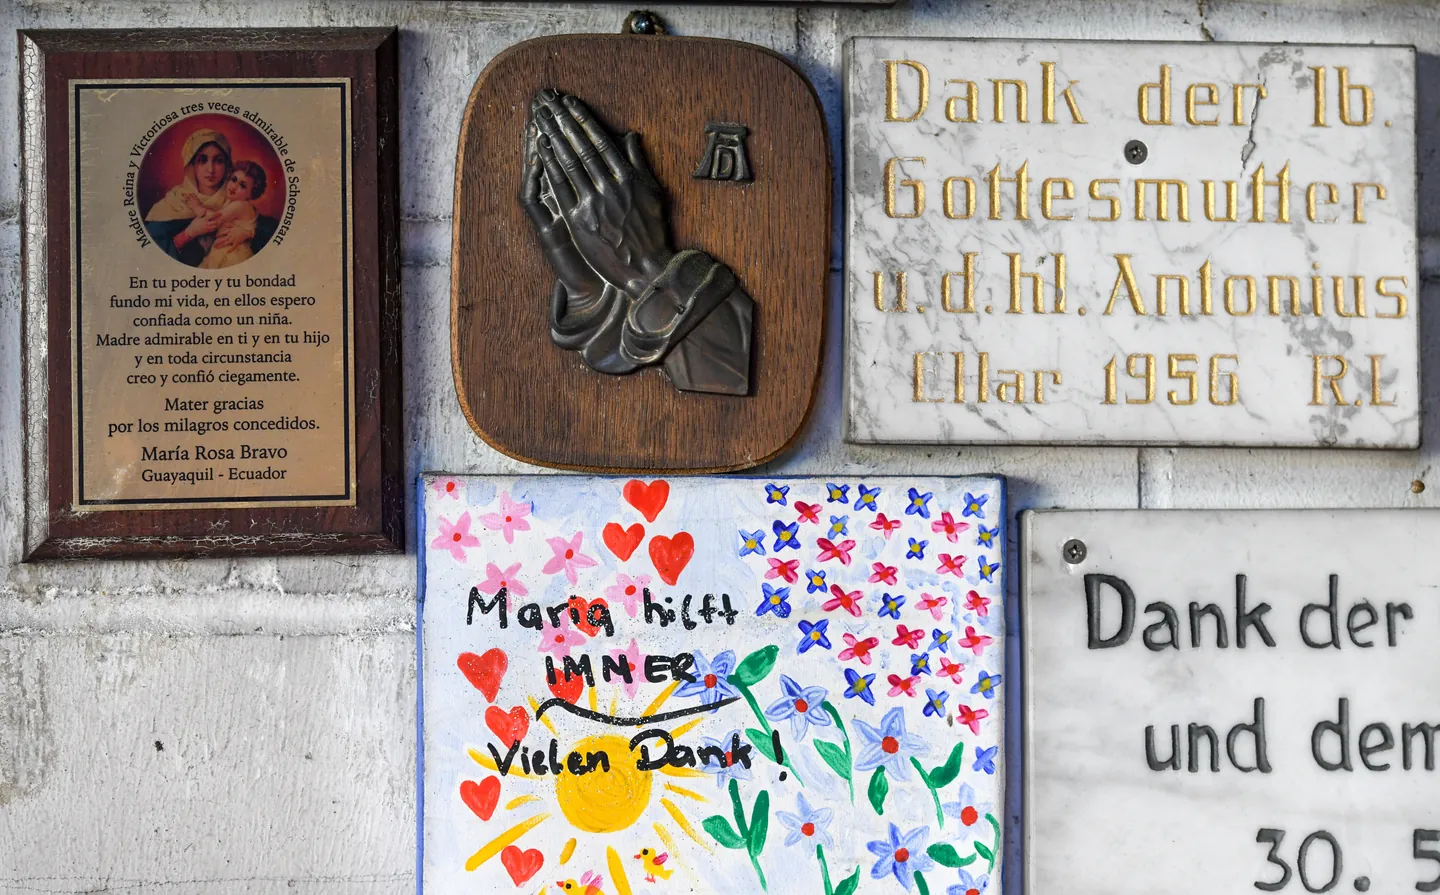 Madre Reina y Victoriosa tres veces admirable de Schoenstatt
En tu poder y tu bondad
fundo mi vida, en ellos espero
confiada como un niña.
Madre admirable en ti y en tu hijo
y en toda circunstancia
creo y confió ciegamente.
Mater gracias
por los milagros concedidos.
María Rosa Bravo
Guayaquil - Ecuador
AD
Dank der lb.
Gottesmutter
u.d.hl. Antonius
Ellar 1956 R.L
Maria hilft
IMMER
Vielen Dank!
Dank der
und dem
30. 5